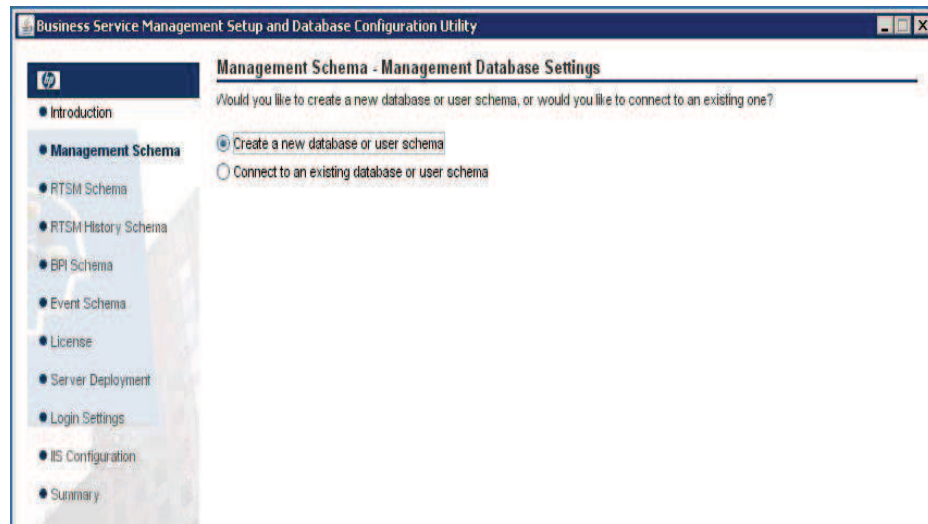 Business Service Management Setup and Database Configuration Utility
hp
Management Schema - Management Database Settings
Would you like to create a new database or user schema, or would you like to connect to an existing one?
Create a new database or user schema
Connect to an existing database or user schema
Introduction
Management Schema
RTSM Schema
RTSM History Schema
BPI Schema
Event Schema
License
Server Deployment
Login Settings
IIS Configuration
Summary